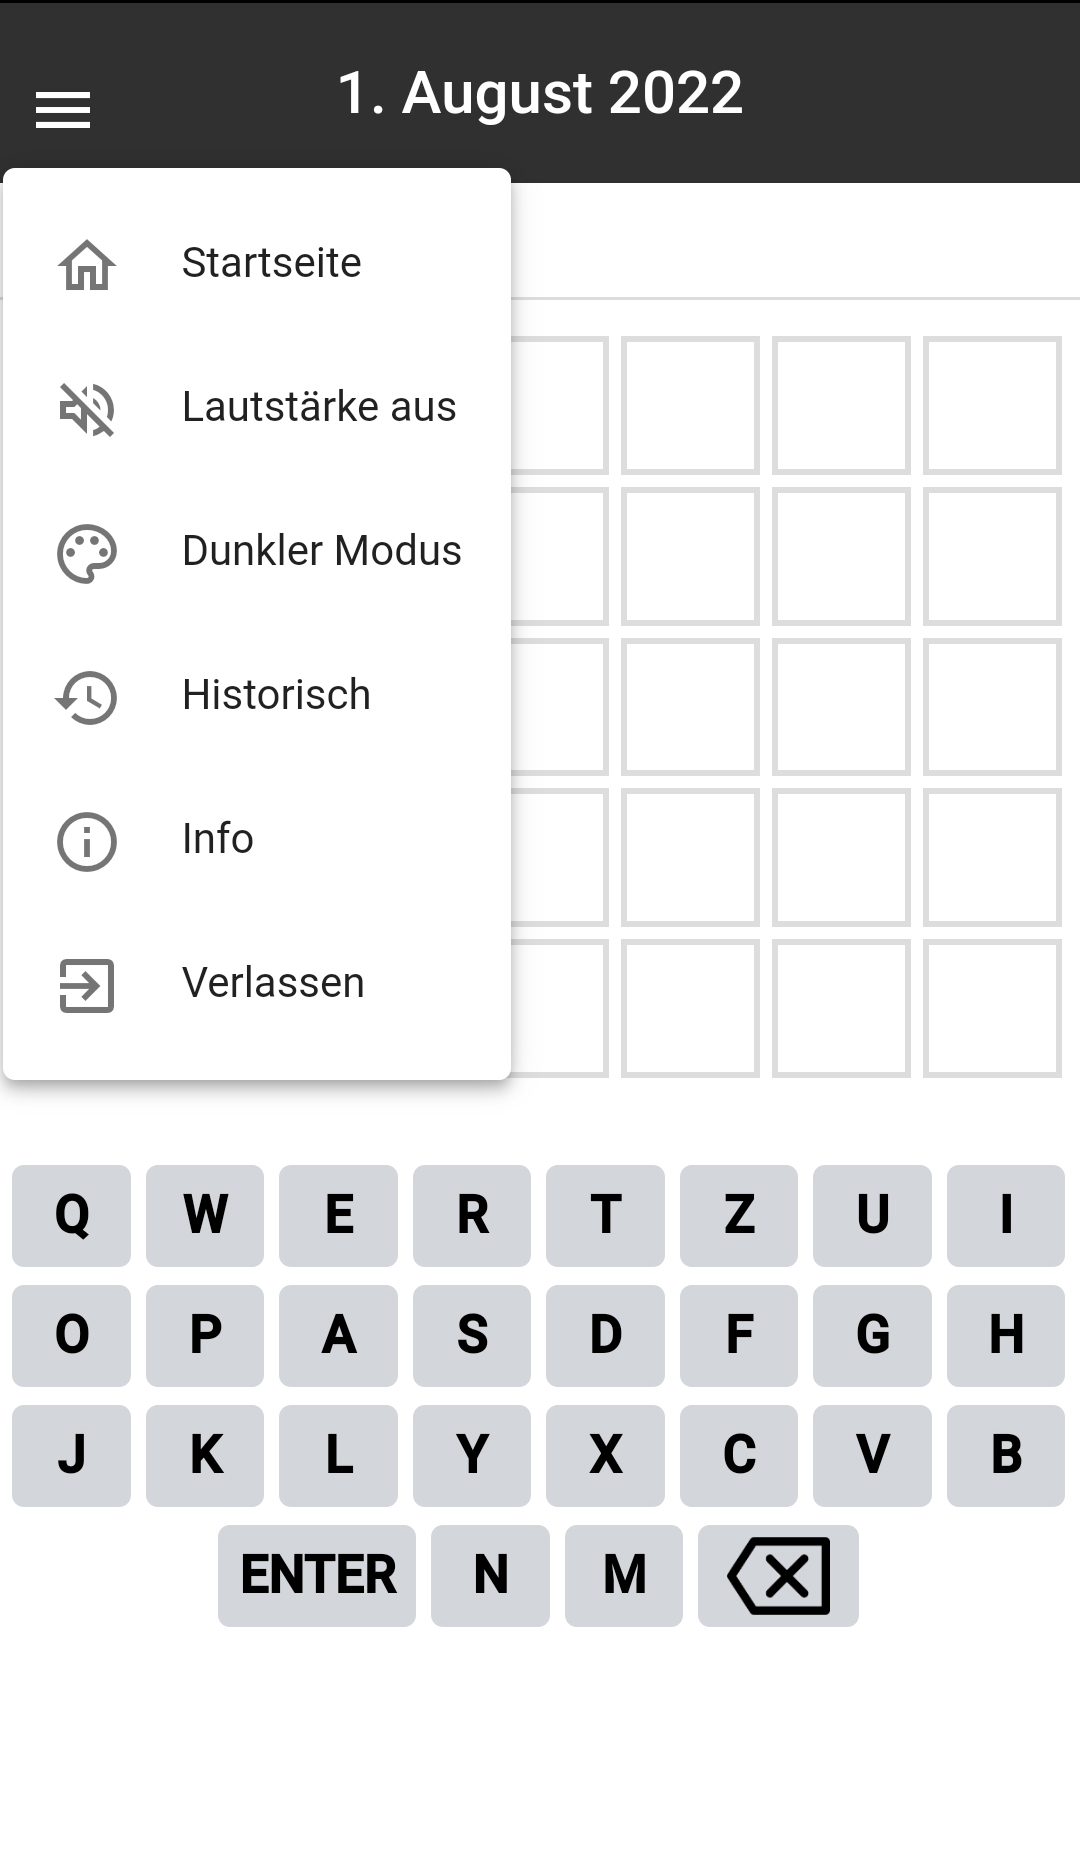 1. August 2022
Startseite
Lautstärke aus
Dunkler Modus
Historisch
Info
Verlassen
Q W E R T Z U I
O P A S D F G H
J K L Y X C V B
ENTER N M